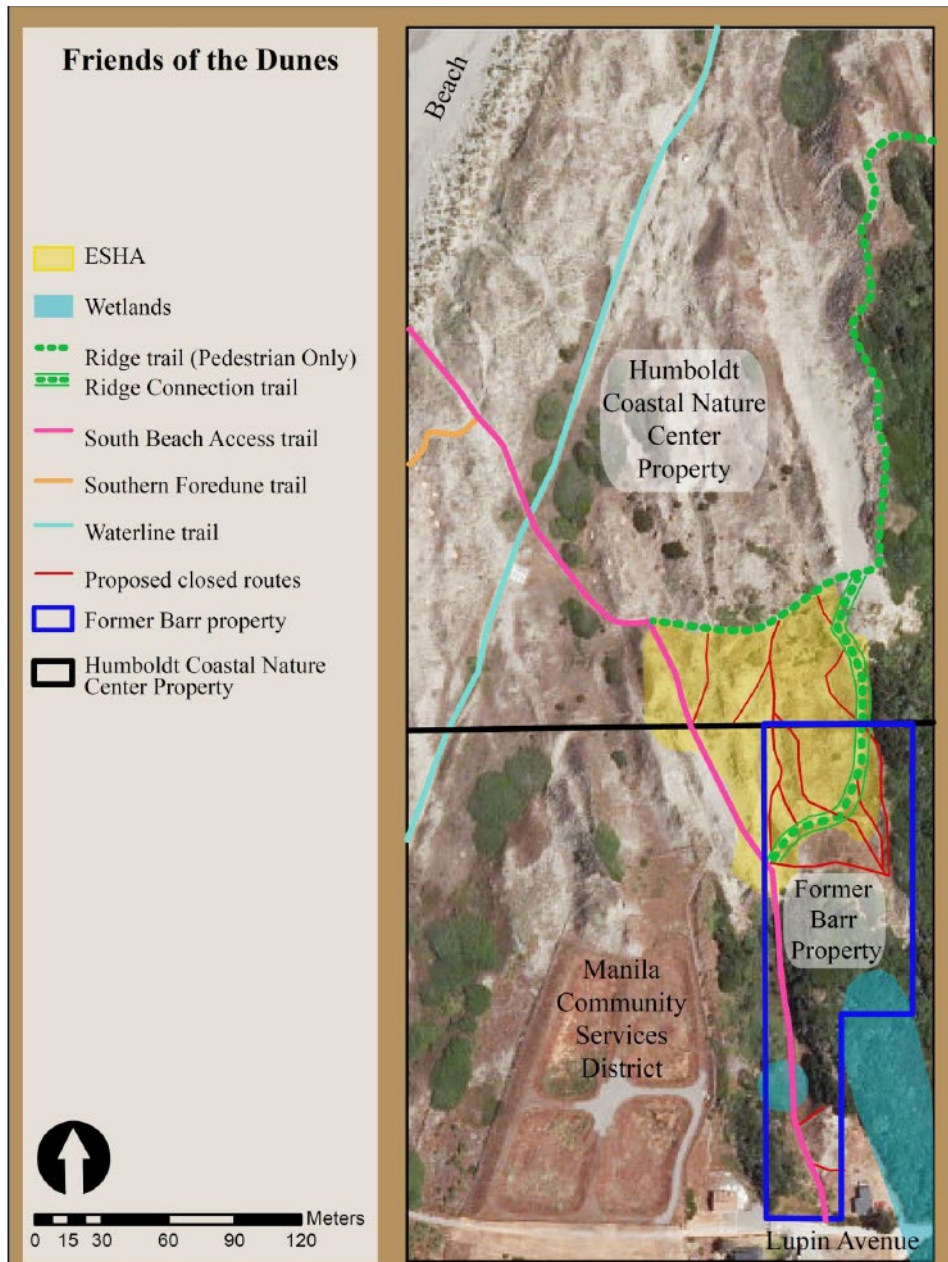 Friends of the Dunes
ESHA
Wetlands
Ridge trail (Pedestrian Only)
Ridge Connection trail
South Beach Access trail
Southern Foredune trail
Waterline trail
Proposed closed routes
Former Barr property
Humboldt Coastal Nature
Center Property
Meters
0 15 30 60 90 120
Beach
Humboldt
Coastal Nature
Center
Property
Former
Barr
Property
Manila
Community
Services
District
Lupin Avenue